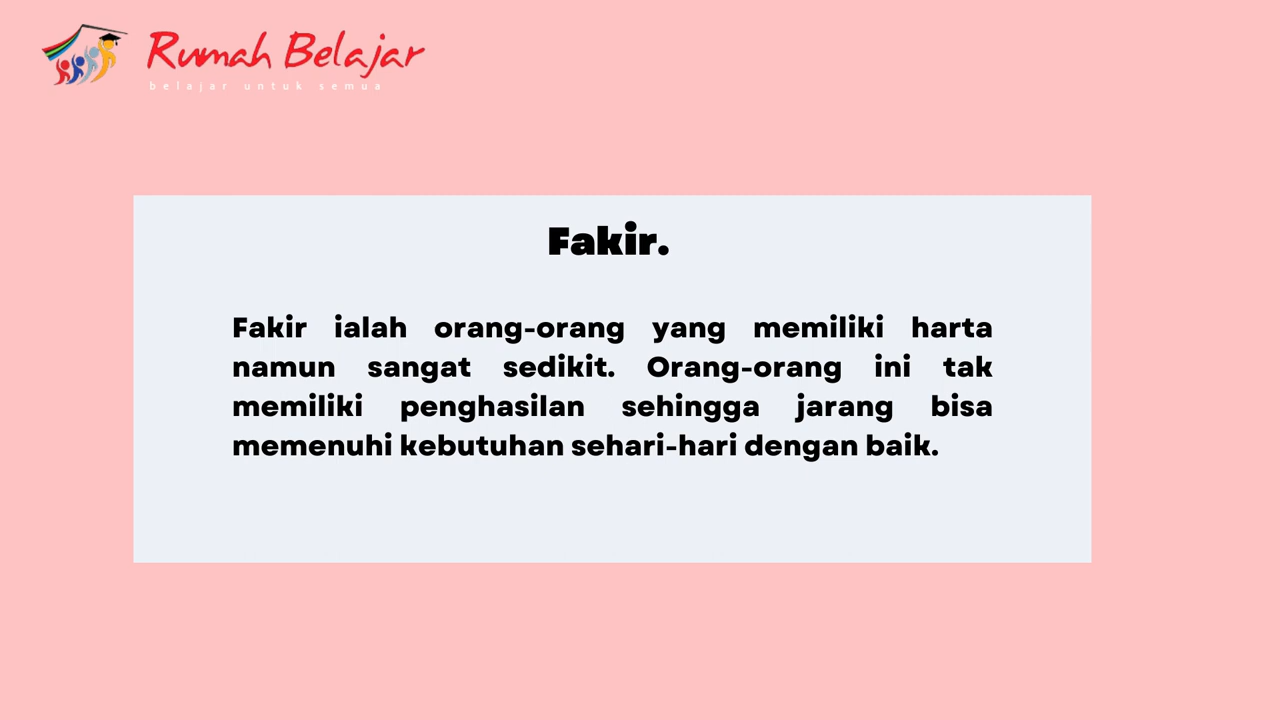 Rumah Belajar
belajar untuk semua
Fakir.
Fakir ialah orang-orang yang memiliki harta
namun sangat sedikit. Orang-orang ini tak
memiliki penghasilan sehingga jarang bisa
memenuhi kebutuhan sehari-hari dengan baik.